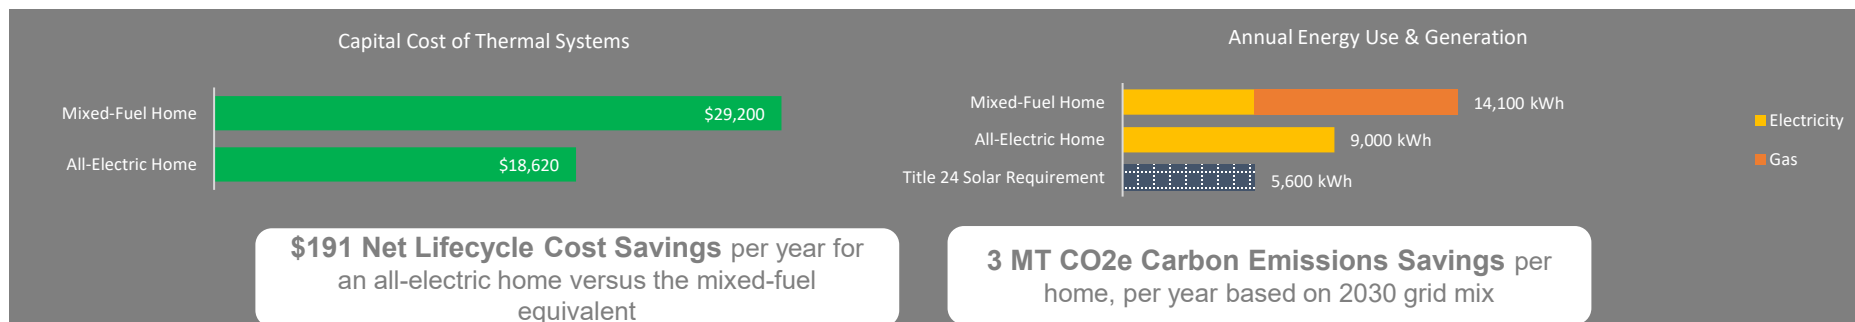 Capital Cost of Thermal Systems
Mixed-Fuel Home
$29,200
All-Electric Home
$18,620
Annual Energy Use & Generation
Mixed-Fuel Home
14,100 kWh
All-Electric Home
9,000 kWh
Title 24 Solar Requirement
5,600 kWh
Electricity
Gas
$191 Net Lifecycle Cost Savings per year for
an all-electric home versus the mixed-fuel
equivalent
3 MT CO2e Carbon Emissions Savings per
home, per year based on 2030 grid mix